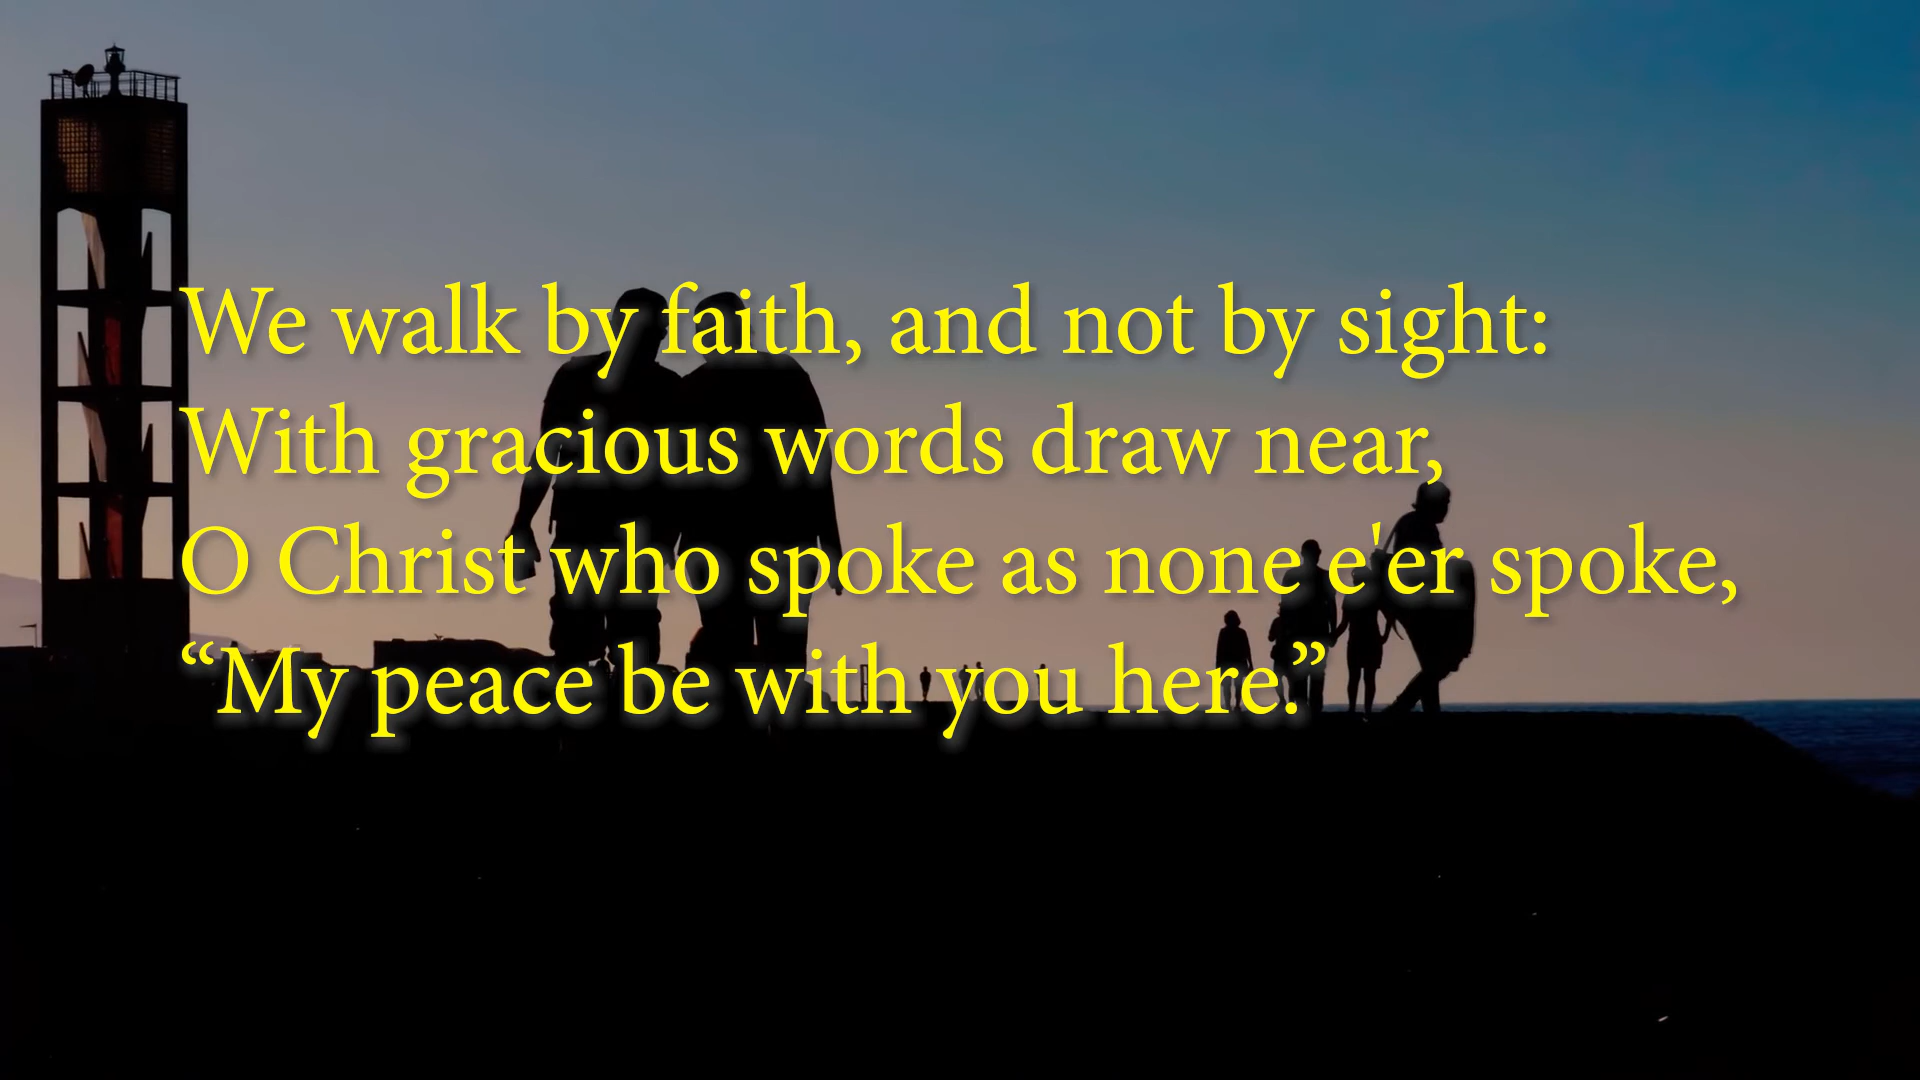 We walk by faith, and not by sight:
With gracious words draw near,
O Christ who spoke as none e'er spoke,
“My peace be with you here.”